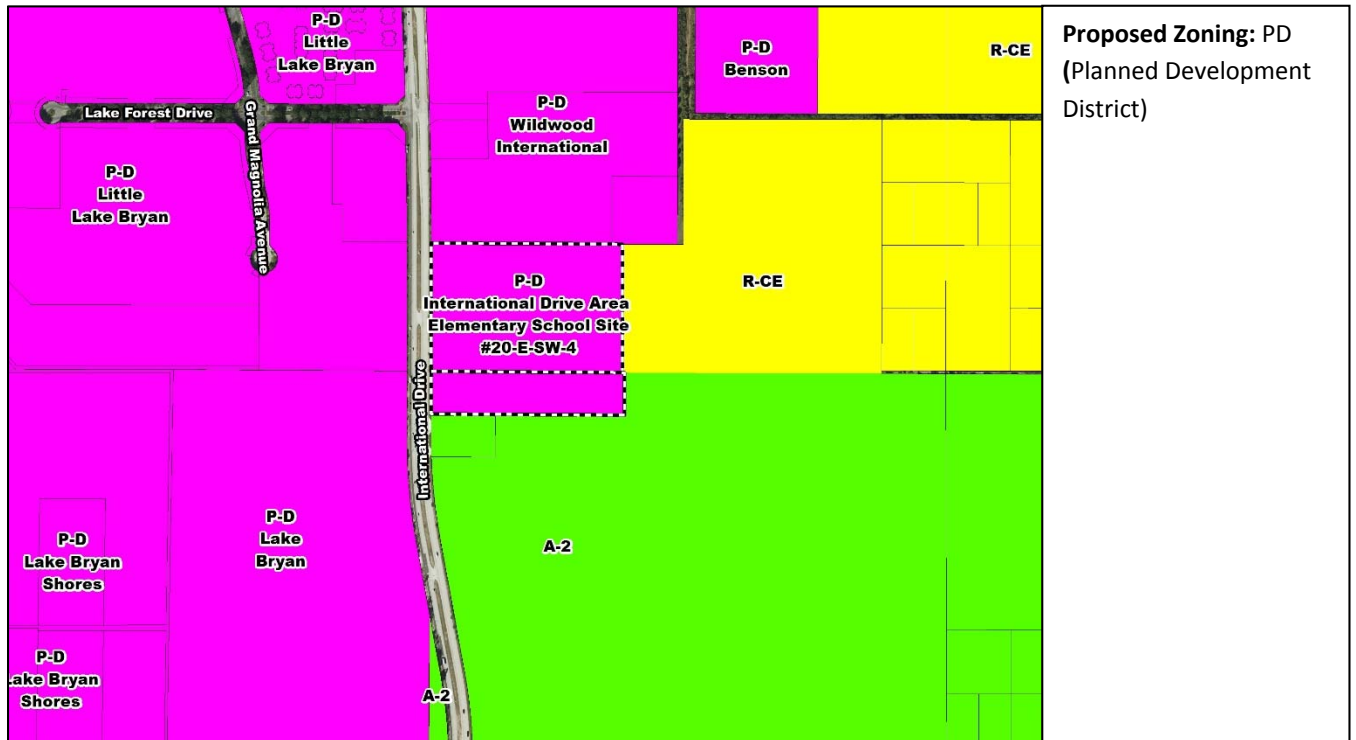 P-D
Little
Lake Bryan
P-D
Benson
R-CE
Lake Forest Drive
Grand Magnolia Avenue
P-D
Wildwood
International
P-D
Little
Lake Bryan
P-D
International Drive Area
Elementary School Site
#20-E-SW-4
R-CE
International Drive
P-D
Lake Bryan
Shores
P-D
Lake
Bryan
A-2
P-D
Lake Bryan
Shores
A-2
Proposed Zoning: PD
(Planned Development
District)